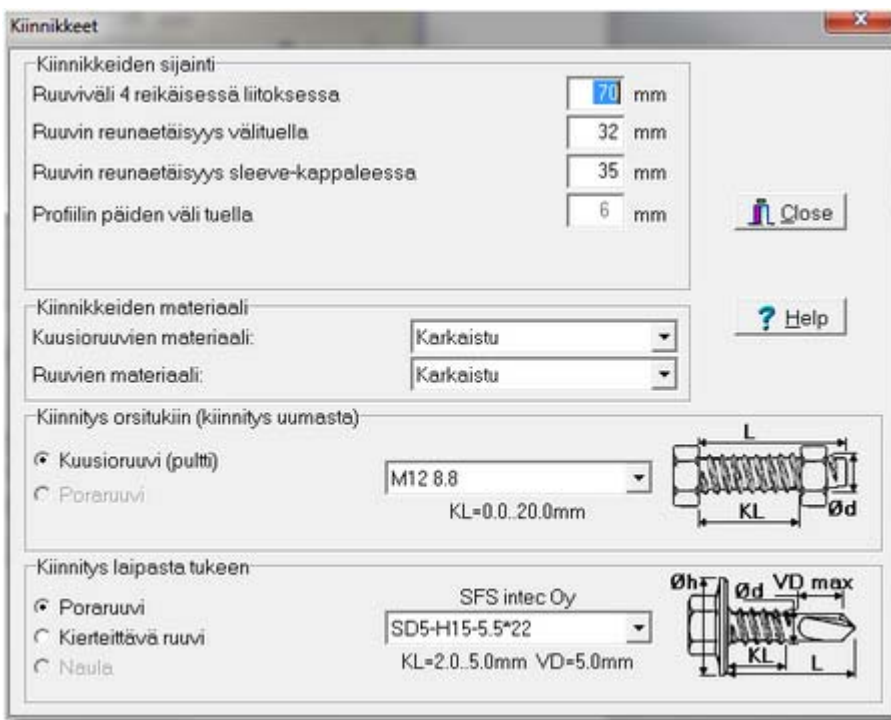 Kiinnikkeet
Kiinnikkeiden sijainti
Ruuviväli 4 reikäisessä liitoksessa 70 mm
Ruuvin reunaetäisyys välituella 32 mm
Ruuvin reunaetäisyys sleeve-kappaleessa 35 mm
Profiilin päiden väli tuella 6 mm
Close
Kiinnikkeiden materiaali
Kuusioruuvien materiaali: Karkaistu
Ruuvien materiaali: Karkaistu
? Help
Kiinnitys orsitukiin (kiinnitys uumasta)
Kuusioruuvi (pultti)
Poraruuvi
M12 8.8
KL=0.0..20.0mm
L
KL Ød
Kiinnitys laipasta tukeen
Poraruuvi
Kierteittävä ruuvi
Naula
SFS intec Oy
SD5-H15-5.5*22
KL=2.0..5.0mm VD=5.0mm
Øh Ød VD max
KL L